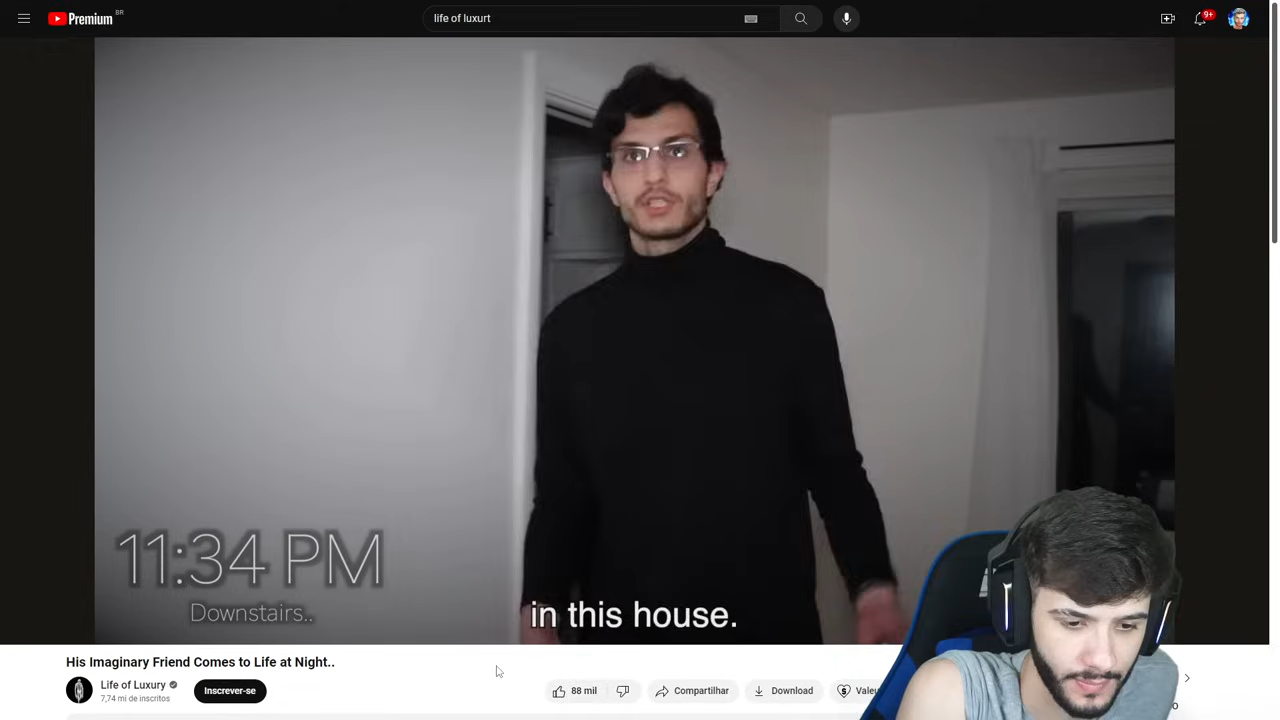 Premium BR
life of luxurt
9+
11:34 PM
Downstairs..
in this house.
His Imaginary Friend Comes to Life at Night..
Life of Luxury
7,74 mi de inscritos
Inscrever-se
88 mil
Compartilhar
Download